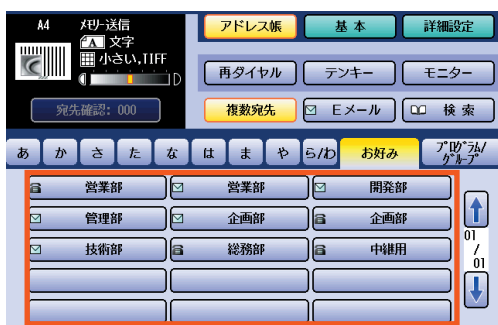 A4 ﾒﾓﾘｰ送信
A 文字
小さい,TIFF
D
宛先確認: 000
アドレス帳 基本 詳細設定
再ダイヤル テンキー モニター
複数宛先 Eメール 検索
あ か さ た な は ま や ら/わ お好み ﾌﾟﾛｸﾞﾗﾑ/ｸﾞﾙｰﾌﾟ
営業部 営業部 開発部
管理部 企画部 企画部
技術部 総務部 中継用
01
/
01